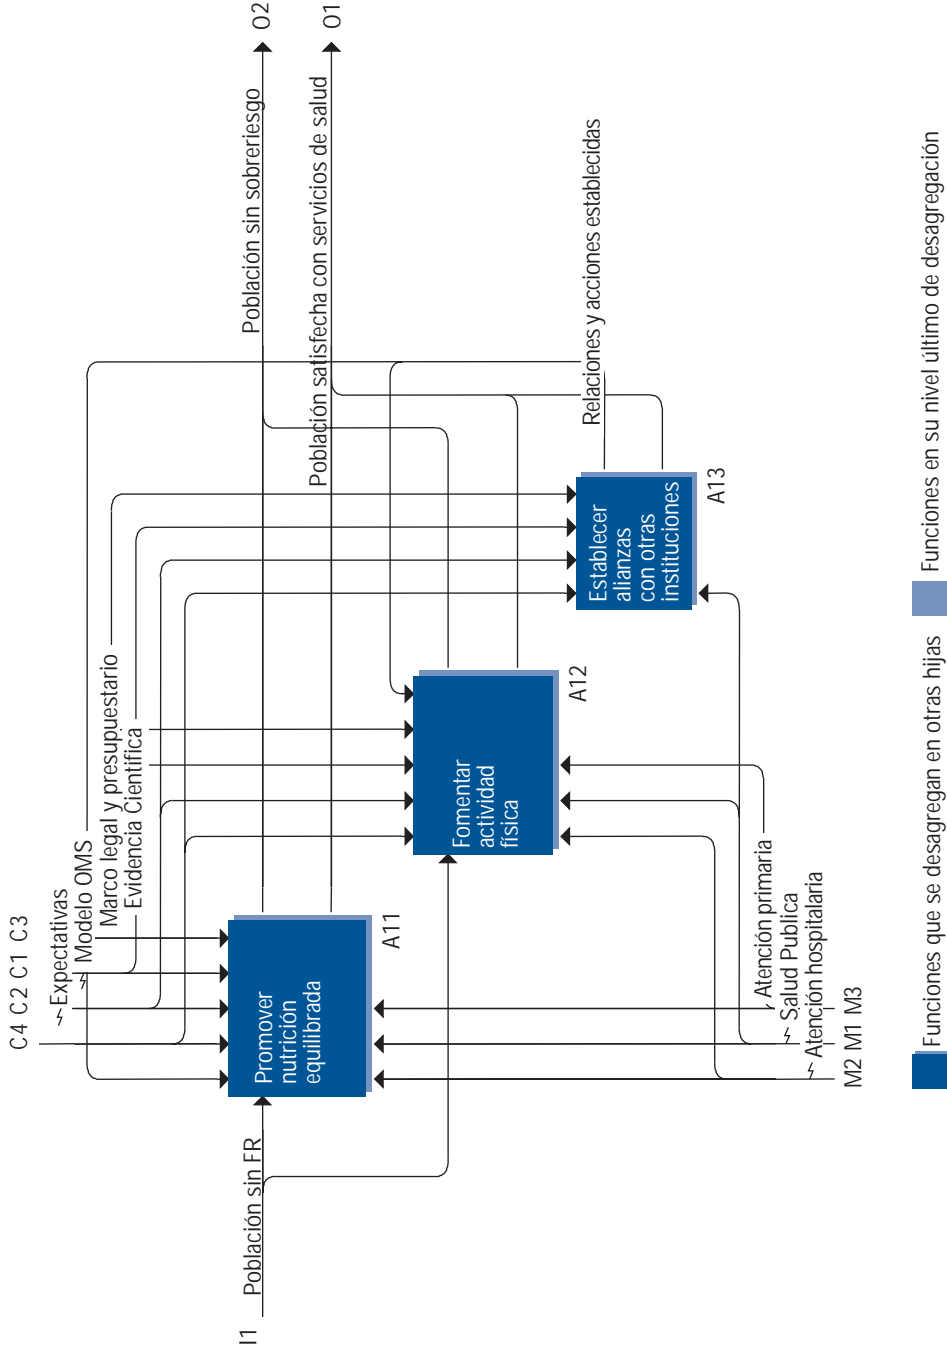 C4 C2 C1 C3
Expectativas
Modelo OMS
Marco legal y presupuestario
Evidencia Científica
I1
Población sin FR
Promover
nutrición
equilibrada
A11
Fomentar
actividad
física
A12
Establecer
alianzas
con otras
instituciones
A13
Población sin sobreriesgo
O2
Población satisfecha con servicios de salud
O1
Relaciones y acciones establecidas
Atención primaria
Salud Publica
Atención hospitalaria
M2 M1 M3
Funciones que se desagregan en otras hijas
Funciones en su nivel último de desagregación